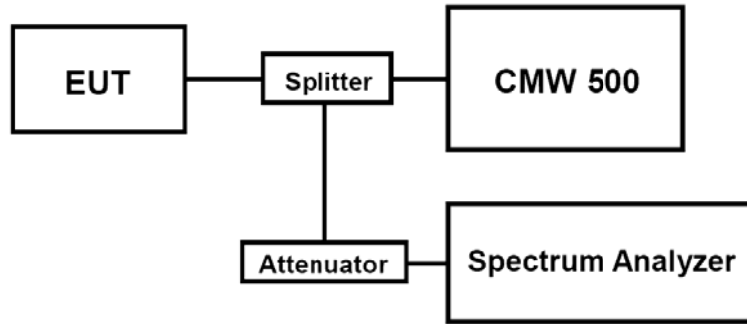 EUT
Splitter
CMW 500
Attenuator
Spectrum Analyzer